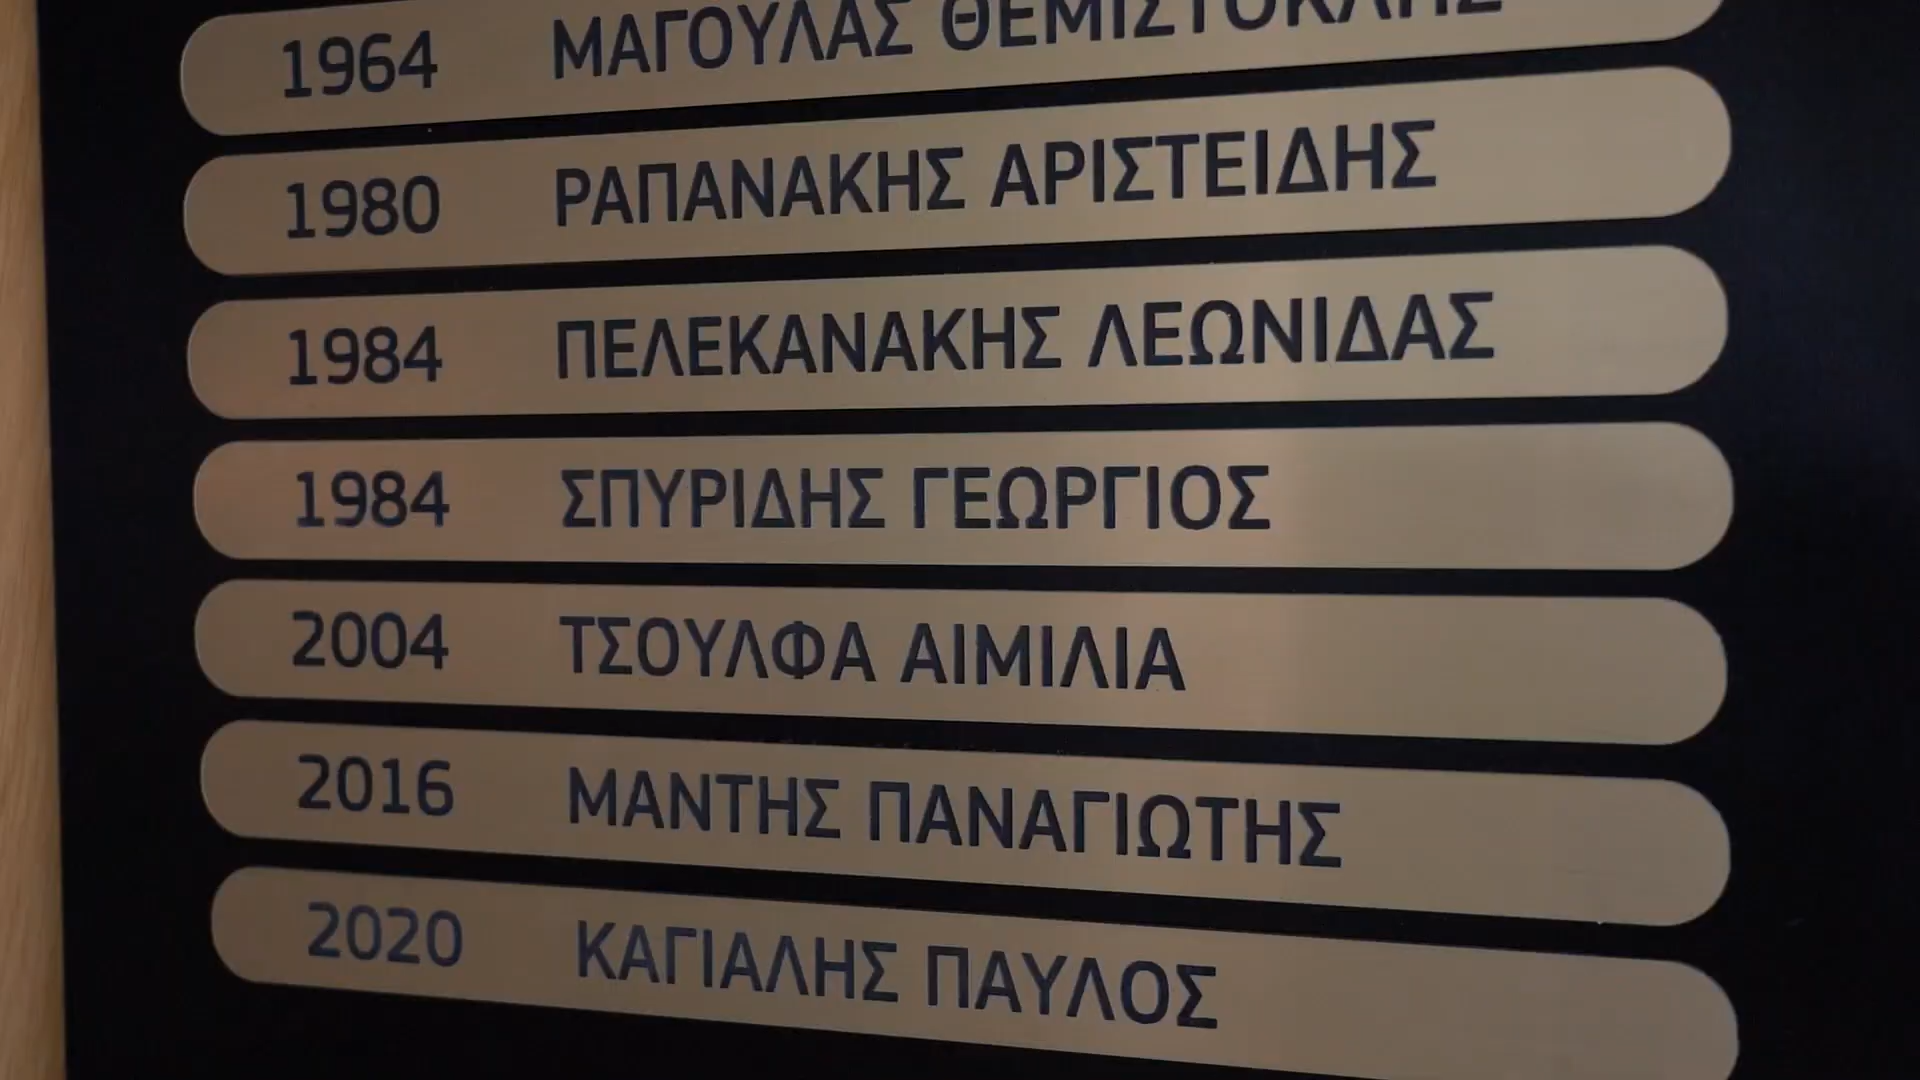 1964 ΜΑΓΟΥΛΑΣ ΘΕΜΙΣΤΟΚΛΗΣ
1980 ΡΑΠΑΝΑΚΗΣ ΑΡΙΣΤΕΙΔΗΣ
1984 ΠΕΛΕΚΑΝΑΚΗΣ ΛΕΩΝΙΔΑΣ
1984 ΣΠΥΡΙΔΗΣ ΓΕΩΡΓΙΟΣ
2004 ΤΣΟΥΛΦΑ ΑΙΜΙΛΙΑ
2016 ΜΑΝΤΗΣ ΠΑΝΑΓΙΩΤΗΣ
2020 ΚΑΓΙΑΛΗΣ ΠΑΥΛΟΣ